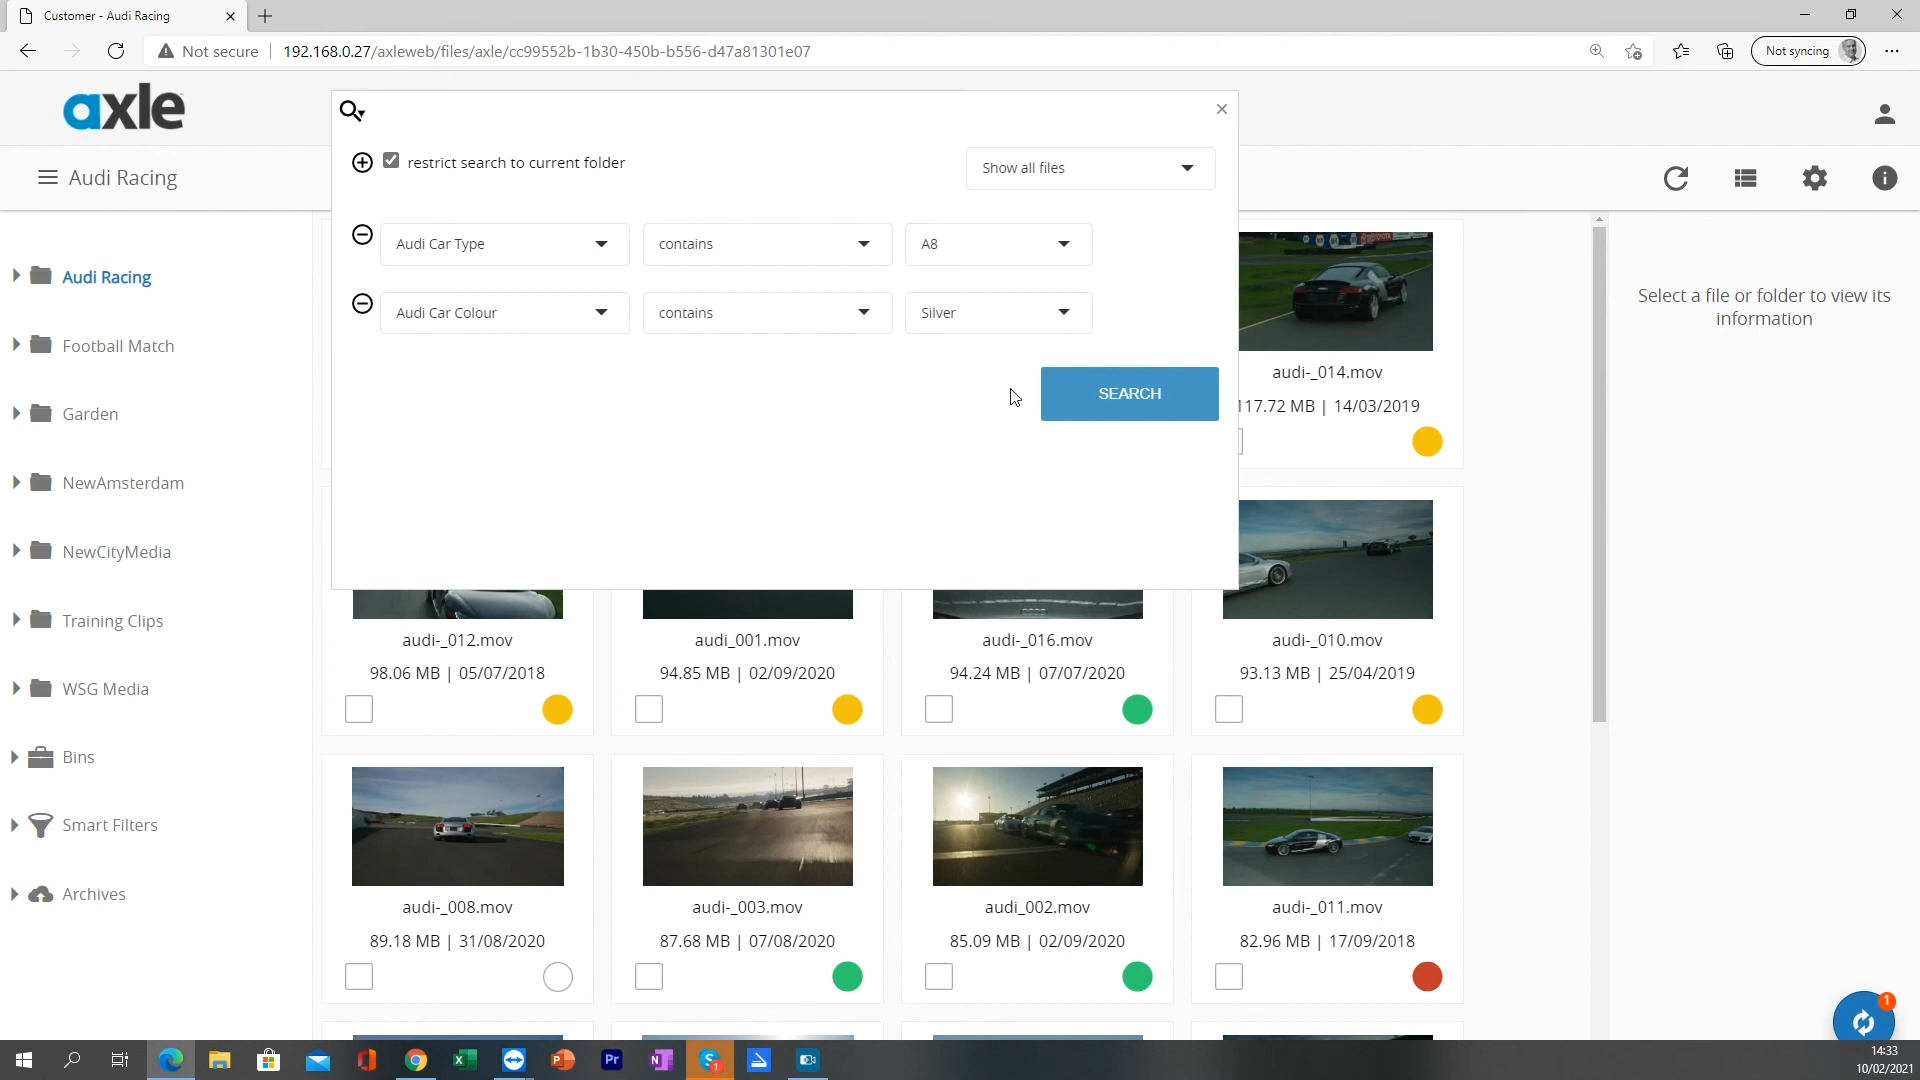 Customer - Audi Racing
Not secure
192.168.0.27/axleweb/files/axle/cc99552b-1b30-450b-b556-d47a81301e07
Not syncing
axle
restrict search to current folder
Show all files
Audi Racing
Audi Car Type
contains
A8
Audi Car Colour
contains
Silver
SEARCH
Audi Racing
Football Match
Garden
NewAmsterdam
NewCityMedia
Training Clips
WSG Media
Bins
Smart Filters
Archives
Select a file or folder to view its
information
audi-_014.mov
117.72 MB | 14/03/2019
audi-_012.mov
98.06 MB | 05/07/2018
audi_001.mov
94.85 MB | 02/09/2020
audi-_016.mov
94.24 MB | 07/07/2020
audi-_010.mov
93.13 MB | 25/04/2019
audi-_008.mov
89.18 MB | 31/08/2020
audi-_003.mov
87.68 MB | 07/08/2020
audi_002.mov
85.09 MB | 02/09/2020
audi-_011.mov
82.96 MB | 17/09/2018
1
Pr
1
14:33
10/02/2021